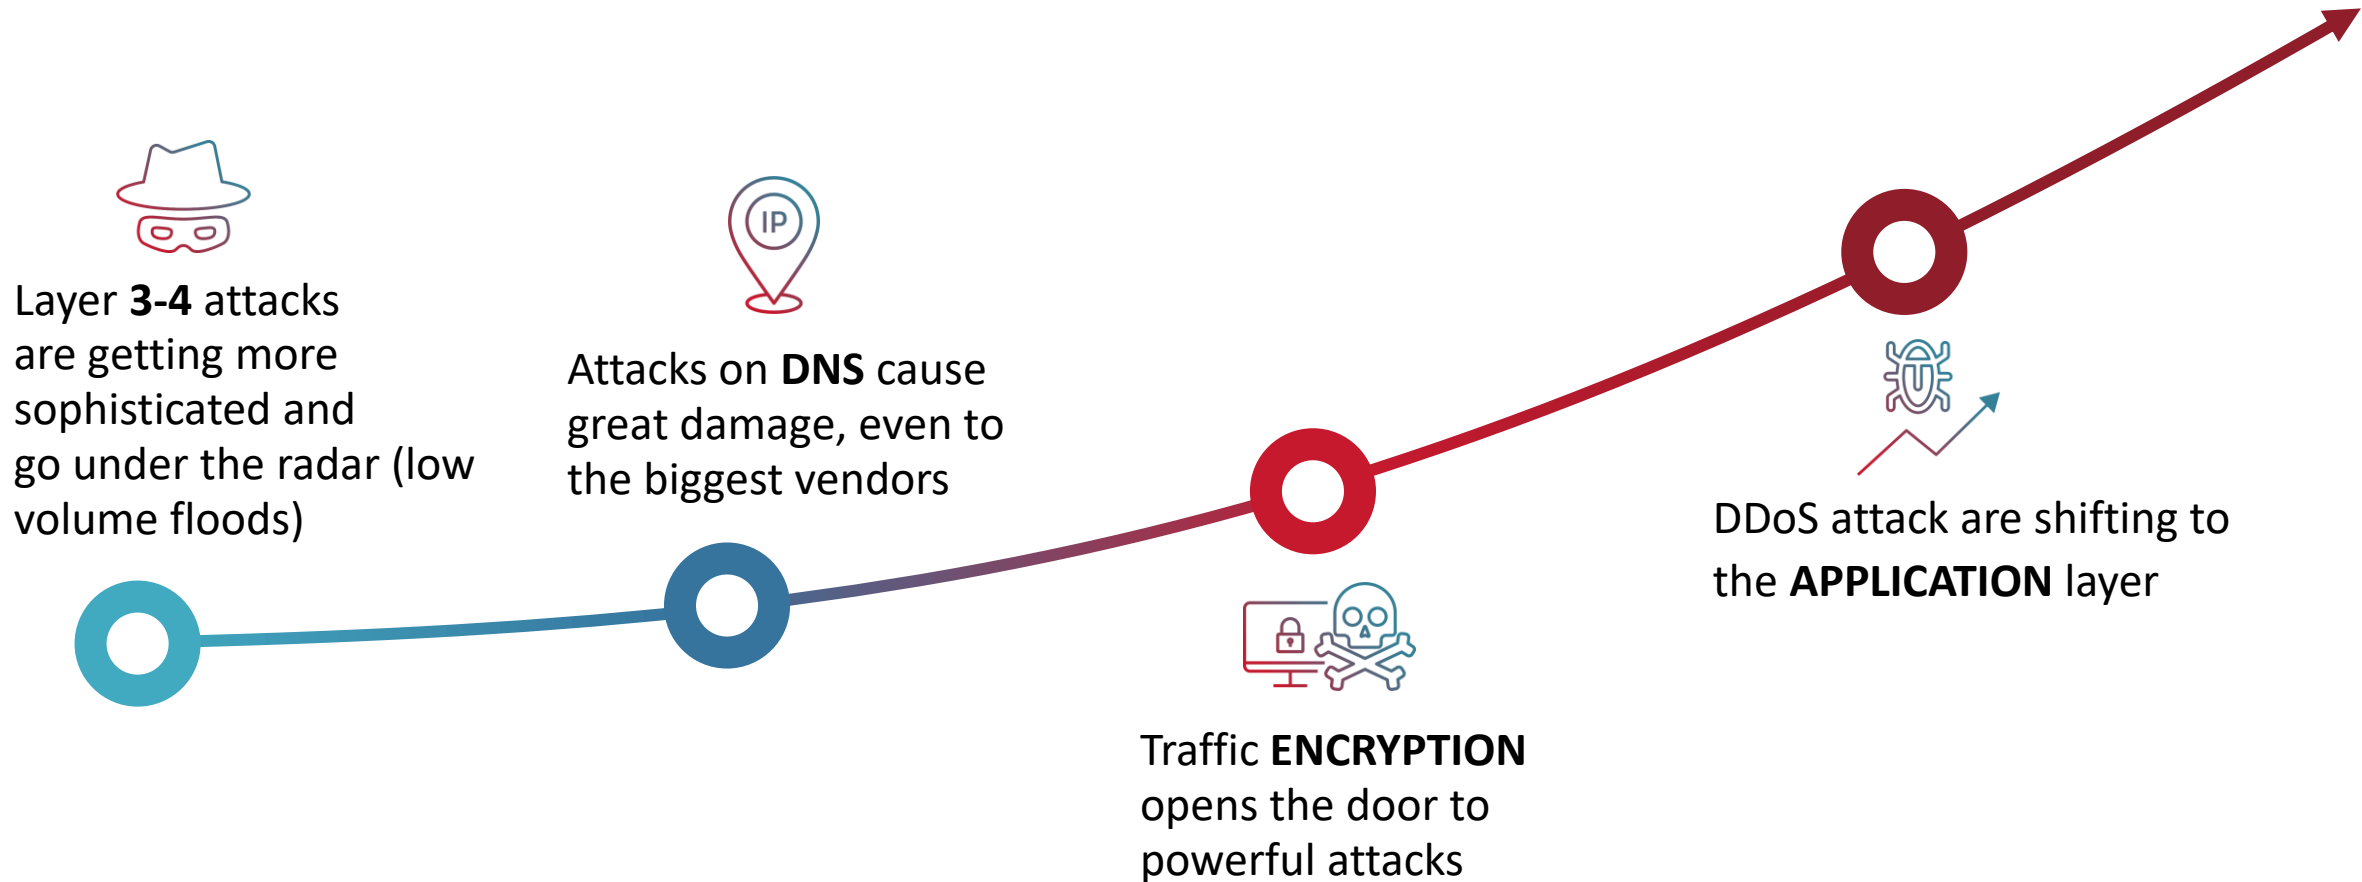 Layer 3-4 attacks
are getting more
sophisticated and
go under the radar (low
volume floods)
IP
Attacks on DNS cause
great damage, even to
the biggest vendors
Traffic ENCRYPTION
opens the door to
powerful attacks
DDoS attack are shifting to
the APPLICATION layer